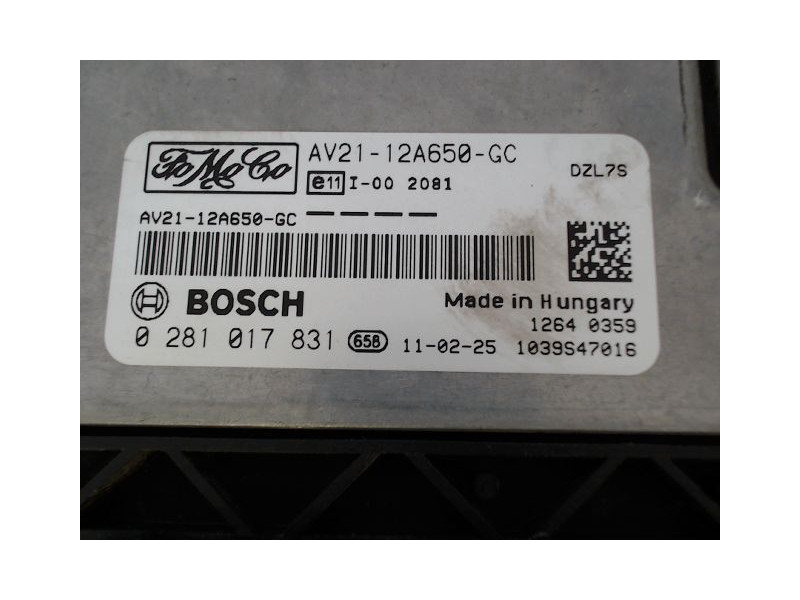 FoMoCo AV21-12A650-GC DZL7S
e11 I-00 2081
AV21-12A650-GC ————
BOSCH Made in Hungary
1264 0359
0 281 017 831 658 11-02-25 1039S47016